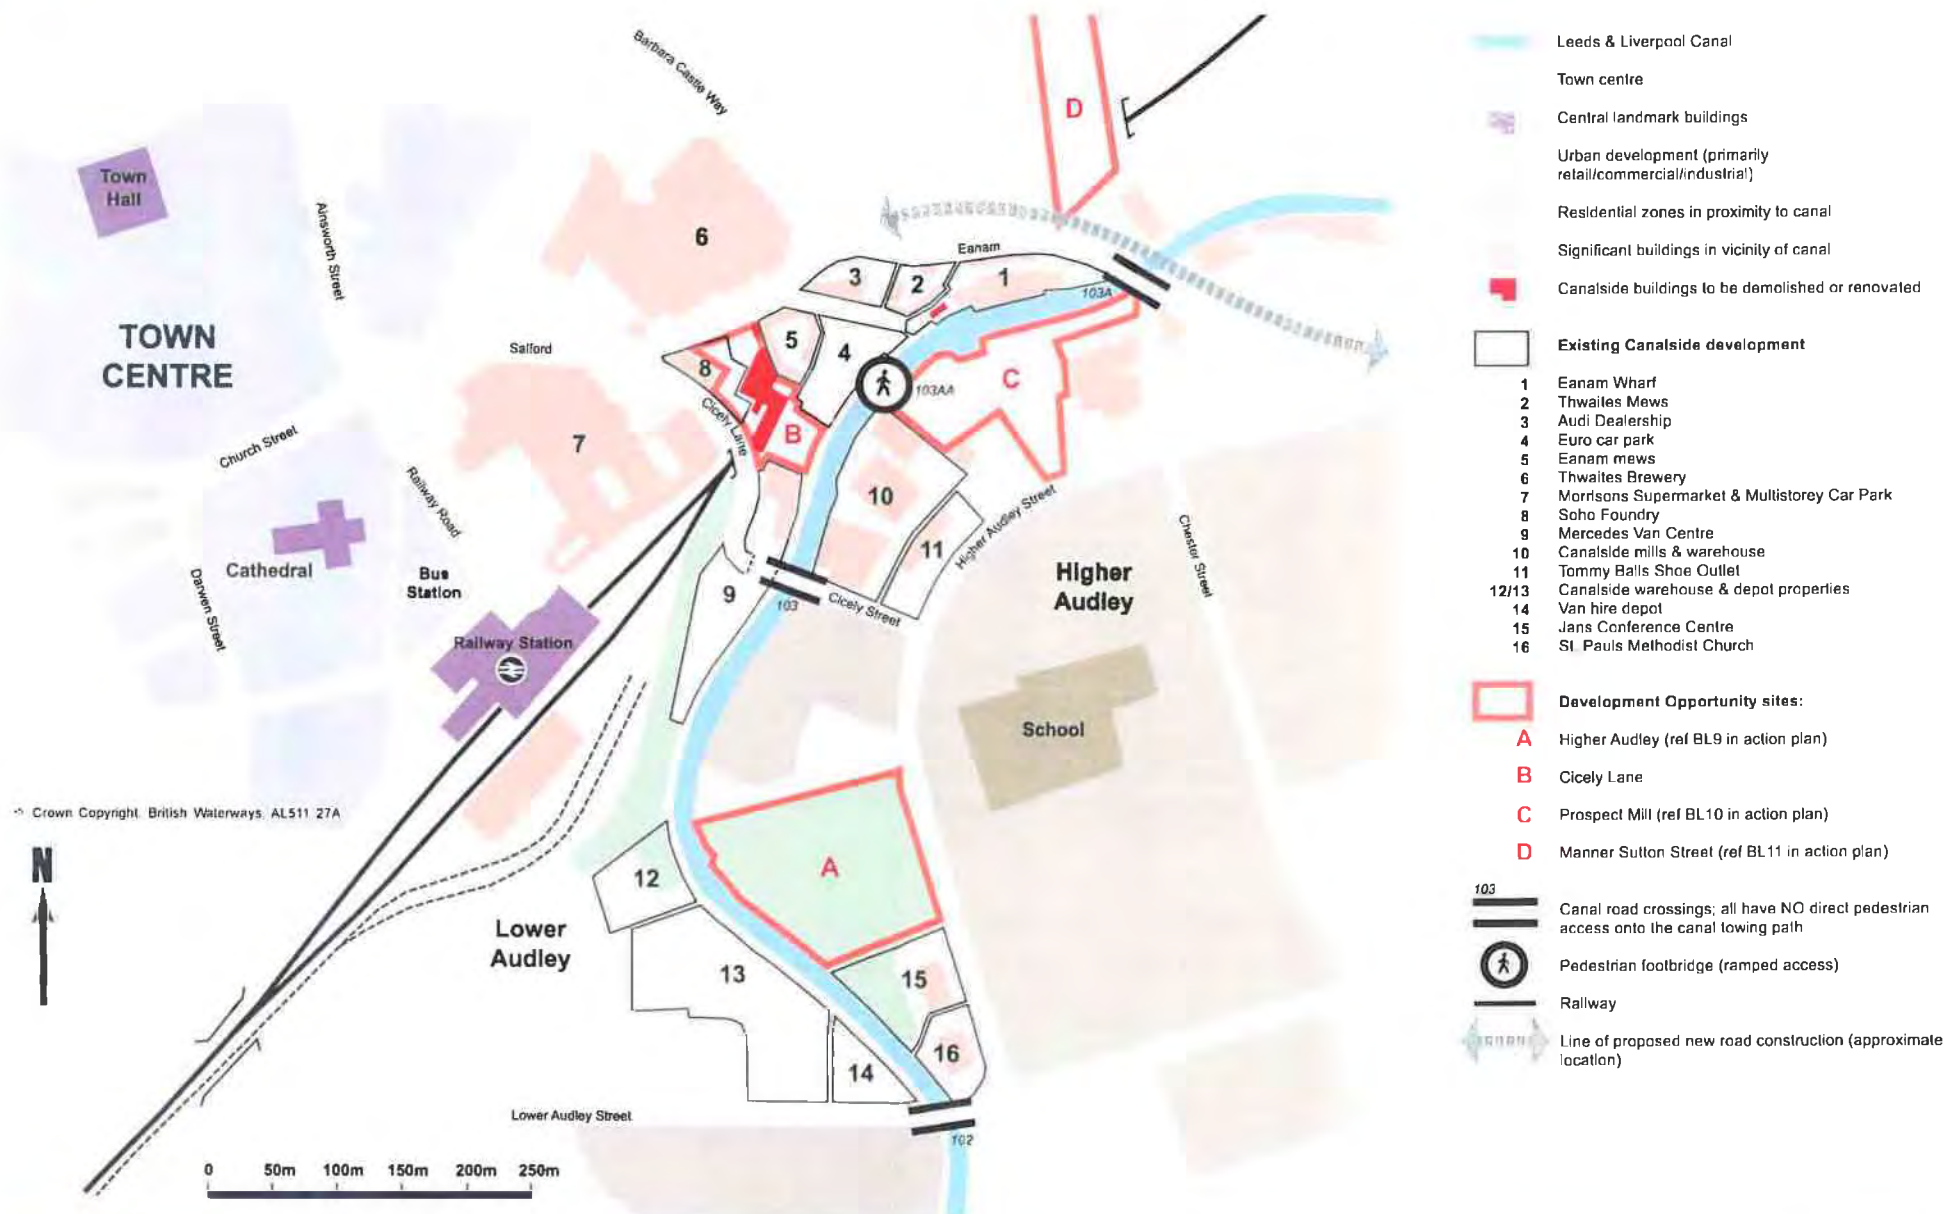 Barbara Castle Way
D
Town
Hall
Ainsworth Street
6
Eanam
3
2
1
103A
TOWN
CENTRE
Salford
5
4
8
C
103AA
Cicely Lane
B
7
Church Street
Railway Road
10
Higher Audley Street
11
Chester Street
Cathedral
Darwen Street
Bus
Station
9
103
Cicely Street
Higher
Audley
Railway Station
School
Crown Copyright, British Waterways, AL511 27A
N
A
12
Lower
Audley
13
15
16
14
Lower Audley Street
102
0 50m 100m 150m 200m 250m
Leeds & Liverpool Canal
Town centre
Central landmark buildings
Urban development (primarily
retail/commercial/industrial)
Residential zones in proximity to canal
Significant buildings in vicinity of canal
Canalside buildings to be demolished or renovated
Existing Canalside development
1 Eanam Wharf
2 Thwaites Mews
3 Audi Dealership
4 Euro car park
5 Eanam mews
6 Thwaites Brewery
7 Morrisons Supermarket & Multistorey Car Park
8 Soho Foundry
9 Mercedes Van Centre
10 Canalside mills & warehouse
11 Tommy Balls Shoe Outlet
12/13 Canalside warehouse & depot properties
14 Van hire depot
15 Jans Conference Centre
16 St. Pauls Methodist Church
Development Opportunity sites:
A Higher Audley (ref BL9 in action plan)
B Cicely Lane
C Prospect Mill (ref BL10 in action plan)
D Manner Sutton Street (ref BL11 in action plan)
103
Canal road crossings; all have NO direct pedestrian
access onto the canal towing path
Pedestrian footbridge (ramped access)
Railway
Line of proposed new road construction (approximate
location)